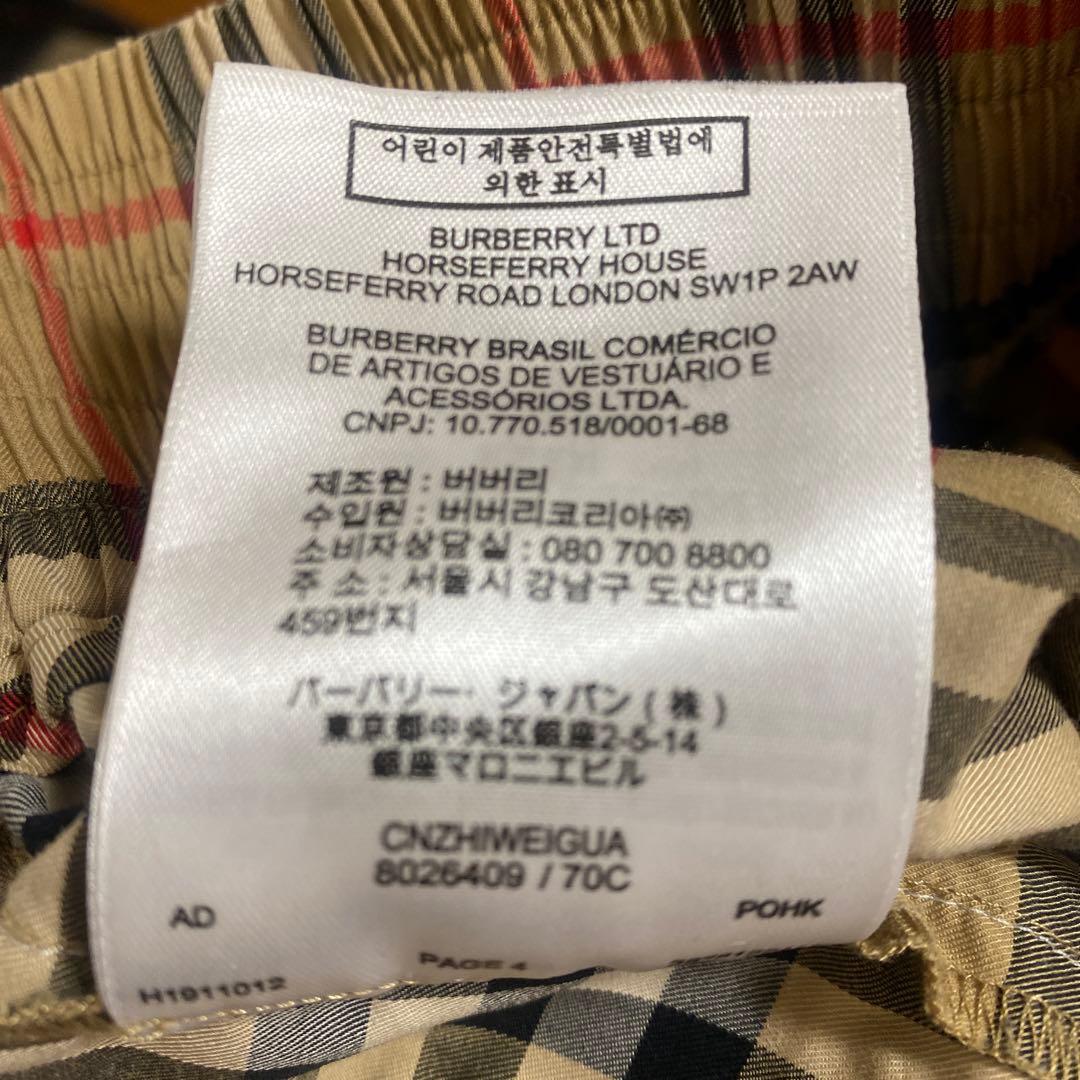 어린이 제품안전특별법에
의한 표시
BURBERRY LTD
HORSEFERRY HOUSE
HORSEFERRY ROAD LONDON SW1P 2AW
BURBERRY BRASIL COMÉRCIO
DE ARTIGOS DE VESTUÁRIO E
ACESSÓRIOS LTDA.
CNPJ: 10.770.518/0001-68
제조원 : 버버리
수입원 : 버버리코리아㈜
소비자상담실 : 080 700 8800
주 소 : 서울시 강남구 도산대로
459번지
バーバリー・ジャパン(株)
東京都中央区銀座2-5-14
銀座マロニエビル
CNZHIWEIGUA
8026409 / 70C
AD
POHK
PAGE 4
H1911012